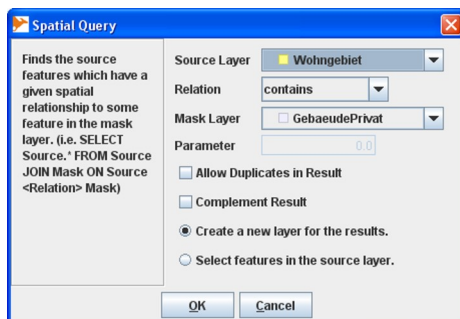 Spatial Query
Finds the source
features which have a
given spatial
relationship to some
feature in the mask
layer. (i.e. SELECT
Source.* FROM Source
JOIN Mask ON Source
<Relation> Mask)
Source Layer Wohngebiet
Relation contains
Mask Layer GebaeudePrivat
Parameter 0.0
Allow Duplicates in Result
Complement Result
Create a new layer for the results.
Select features in the source layer.
OK Cancel